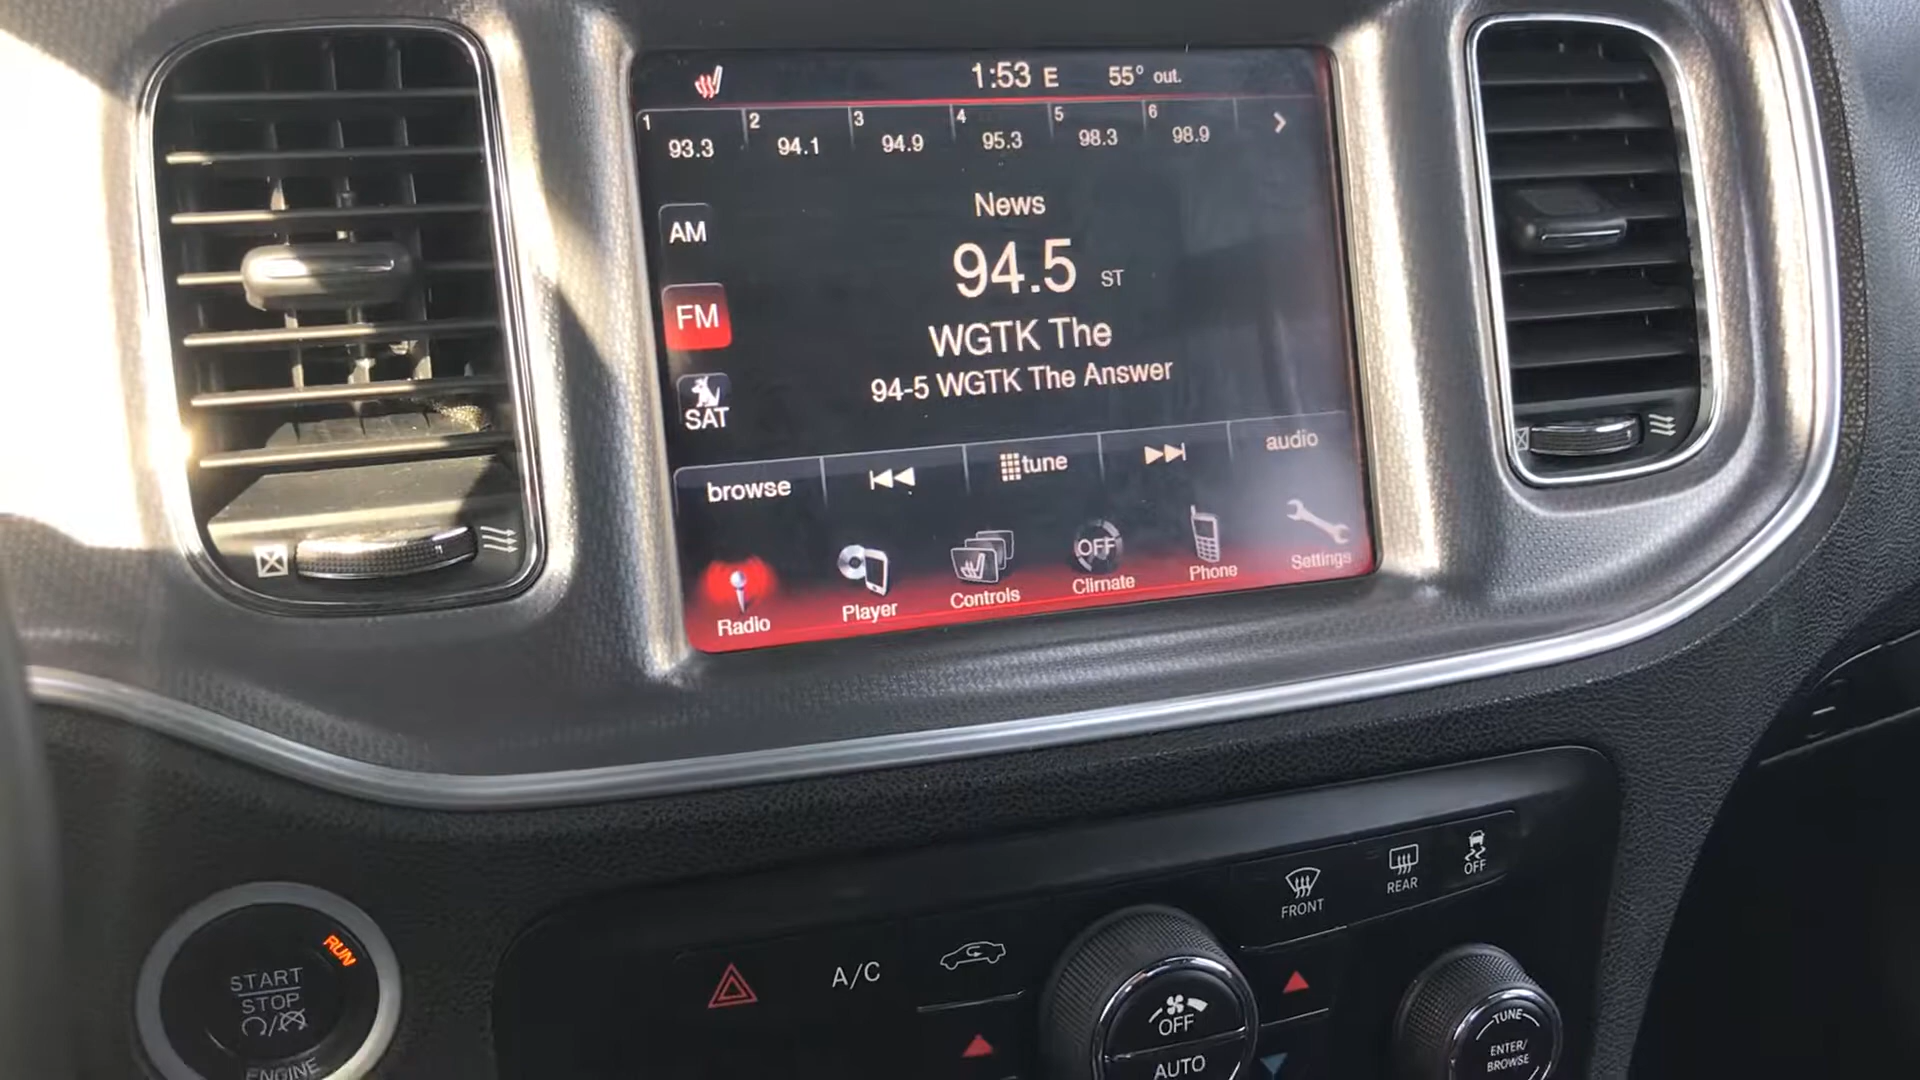 1:53 E 55° out.
1 93.3 2 94.1 3 94.9 4 95.3 5 98.3 6 98.9
News
AM
94.5 ST
FM
WGTK The
94-5 WGTK The Answer
SAT
browse tune audio
OFF
Radio Player Controls Climate Phone Settings
FRONT REAR OFF
RUN
START
STOP
ENGINE
A/C
OFF
AUTO
TUNE
ENTER/
BROWSE